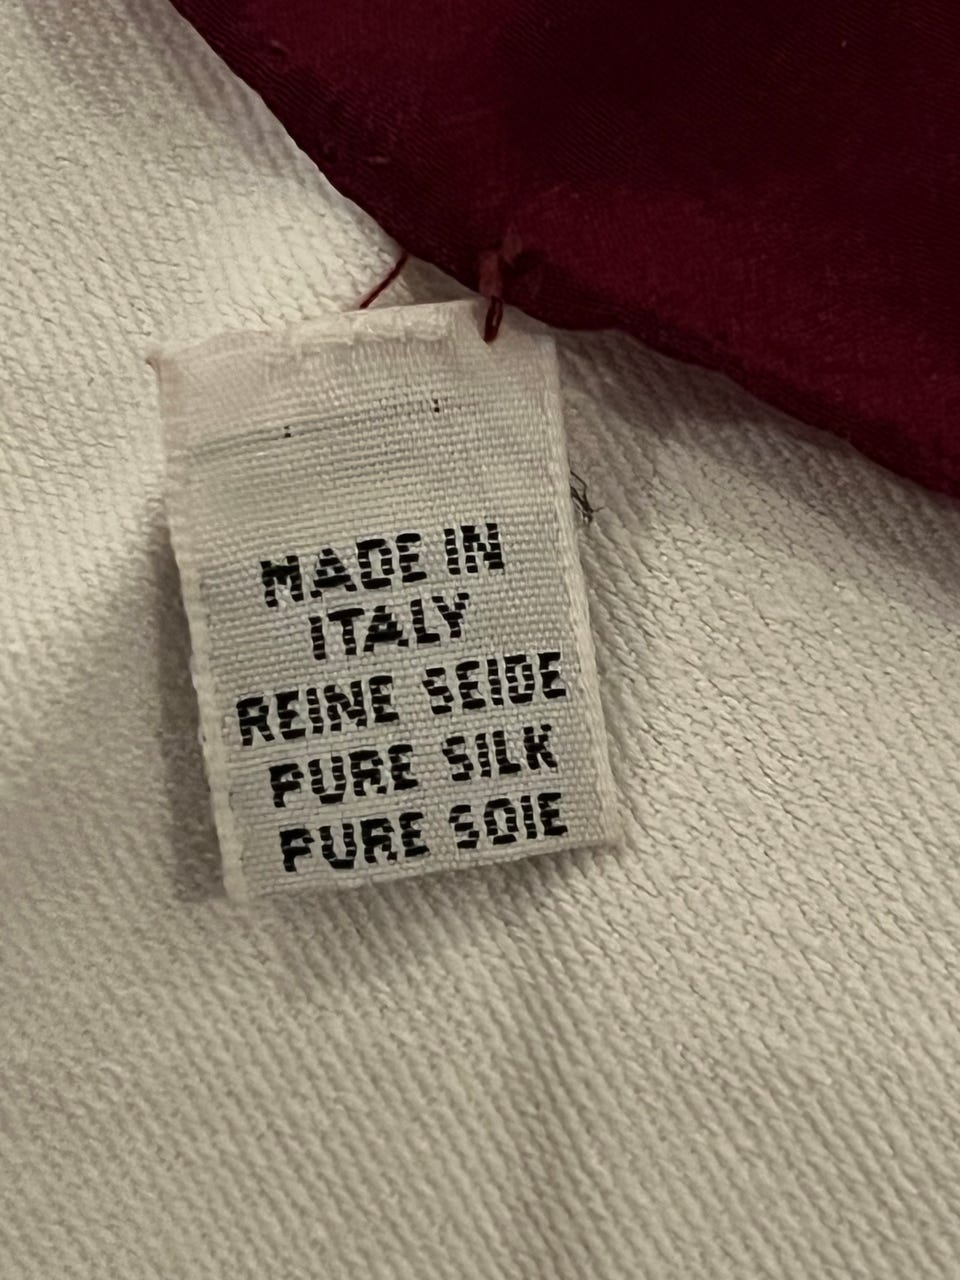 MADE IN
ITALY
REINE SEIDE
PURE SILK
PURE SOIE